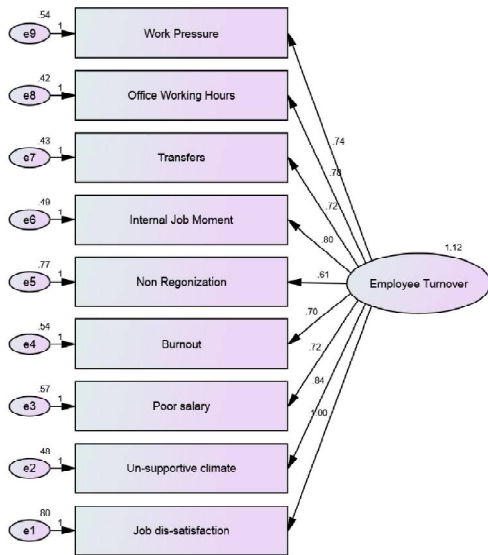 .54
e9
1
Work Pressure
.42
e8
1
Office Working Hours
.43
e7
1
Transfers
.49
e6
1
Internal Job Moment
.77
e5
1
Non Regonization
.54
e4
1
Burnout
.57
e3
1
Poor salary
.48
e2
1
Un-supportive climate
.80
e1
1
Job dis-satisfaction
.74
.78
.72
.80
.61
.70
.72
.84
1.00
1.12
Employee Turnover